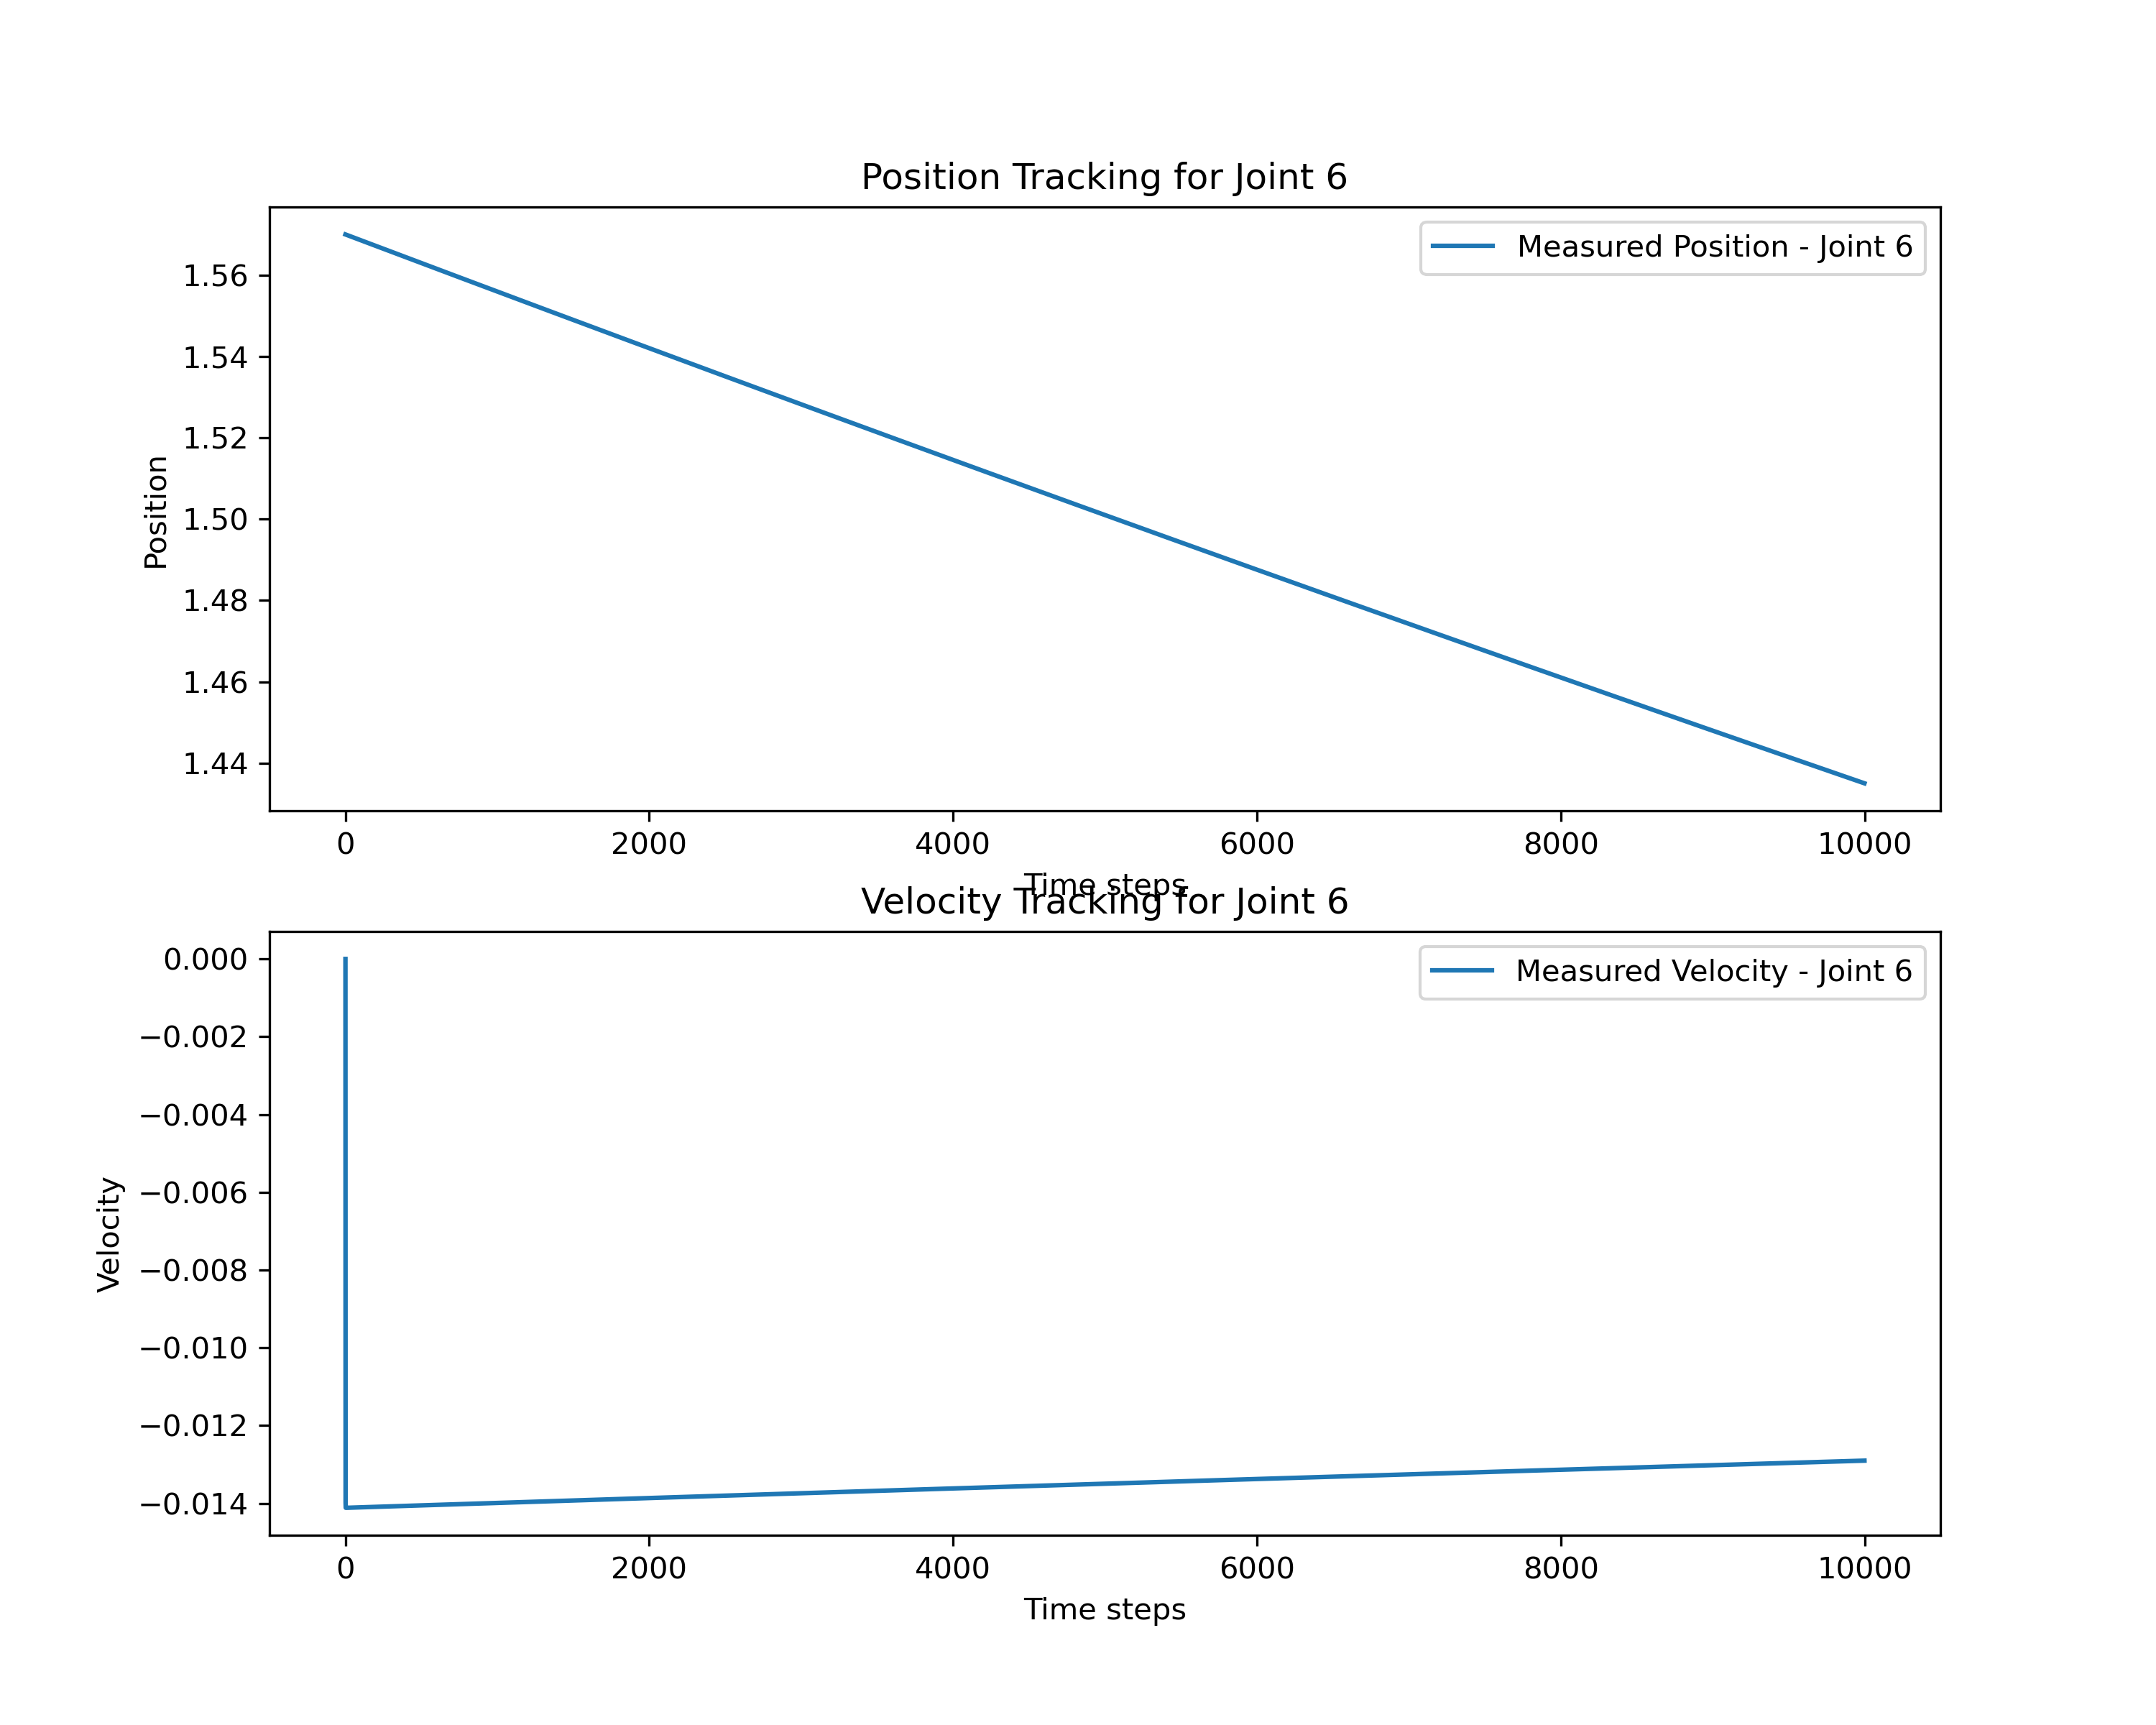 Position Tracking for Joint 6
Measured Position - Joint 6
Position
1.56
1.54
1.52
1.50
1.48
1.46
1.44
0 2000 4000 6000 8000 10000
Time steps
Velocity Tracking for Joint 6
Measured Velocity - Joint 6
Velocity
0.000
−0.002
−0.004
−0.006
−0.008
−0.010
−0.012
−0.014
0 2000 4000 6000 8000 10000
Time steps